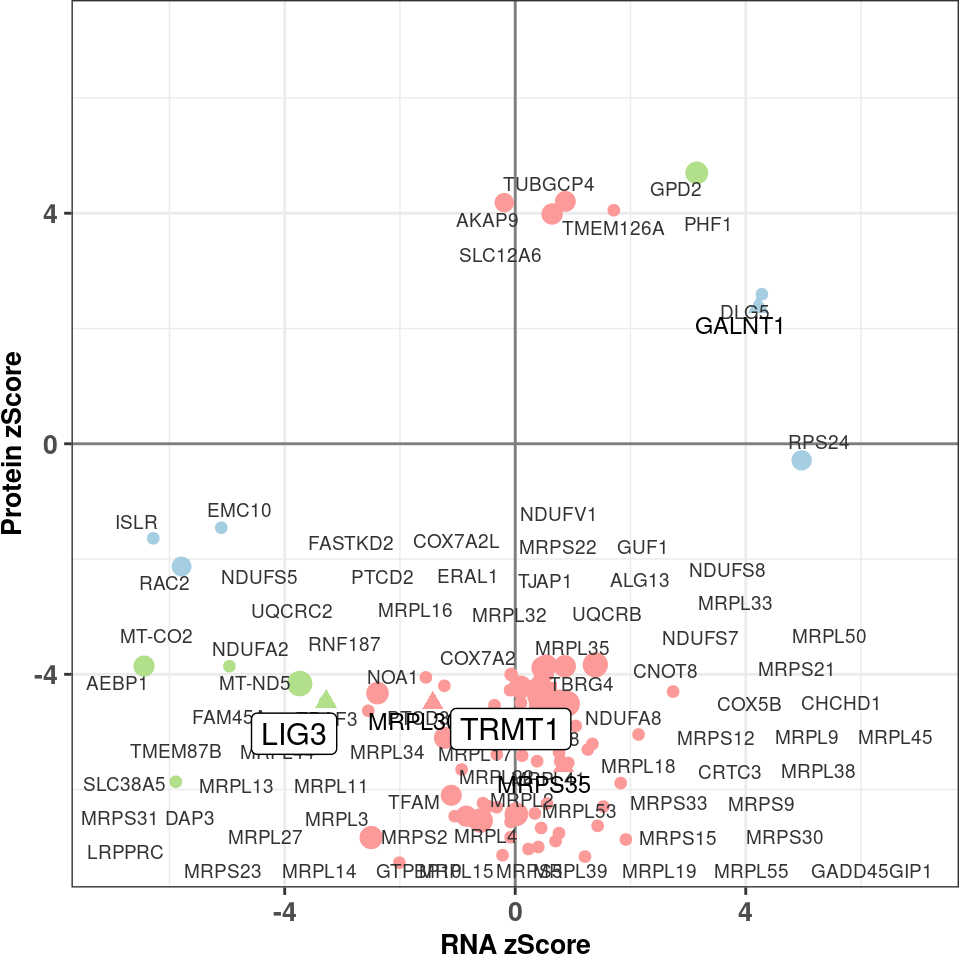 TUBGCP4
GPD2
4
AKAP9
TMEM126A
PHF1
SLC12A6
DLG5
GALNT1
Protein zScore
0
RPS24
ISLR
EMC10
NDUFV1
FASTKD2
COX7A2L
MRPS22
GUF1
RAC2
NDUFS5
PTCD2
ERAL1
TJAP1
ALG13
NDUFS8
UQCRC2
MRPL16
MRPL32
UQCRB
MRPL33
MT-CO2
NDUFA2
RNF187
COX7A2
MRPL35
NDUFS7
MRPL50
-4
AEBP1
MT-ND5
NOA1
TBRG4
CNOT8
MRPS21
COX5B
CHCHD1
LIG3
TRMT1
NDUFA8
MRPS12
MRPL9
MRPL45
TMEM87B
MRPL34
MRPL18
CRTC3
MRPL38
SLC38A5
MRPL13
MRPL11
MRPS35
TFAM
MRPL2
MRPL53
MRPS33
MRPS9
MRPS31
DAP3
MRPL3
MRPL27
MRPS2
MRPL4
MRPS15
MRPS30
LRPPRC
MRPS23
MRPL14
GTPBP10
MRPL15
MRPS5
MRPL39
MRPL19
MRPL55
GADD45GIP1
-4
0
4
RNA zScore